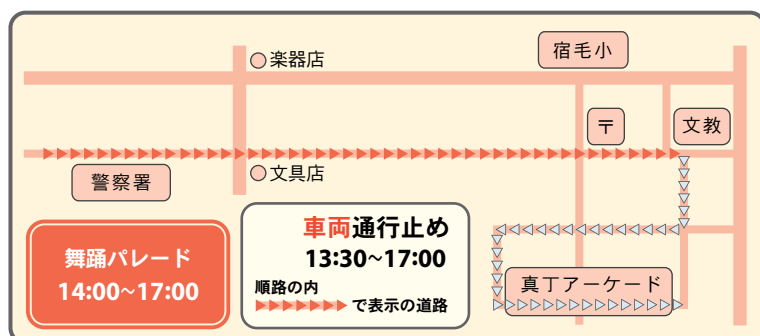 楽器店
宿毛小
〒
文教
警察署
文具店
舞踊パレード
14:00~17:00
車両通行止め
13:30~17:00
順路の内
で表示の道路
真丁アーケード